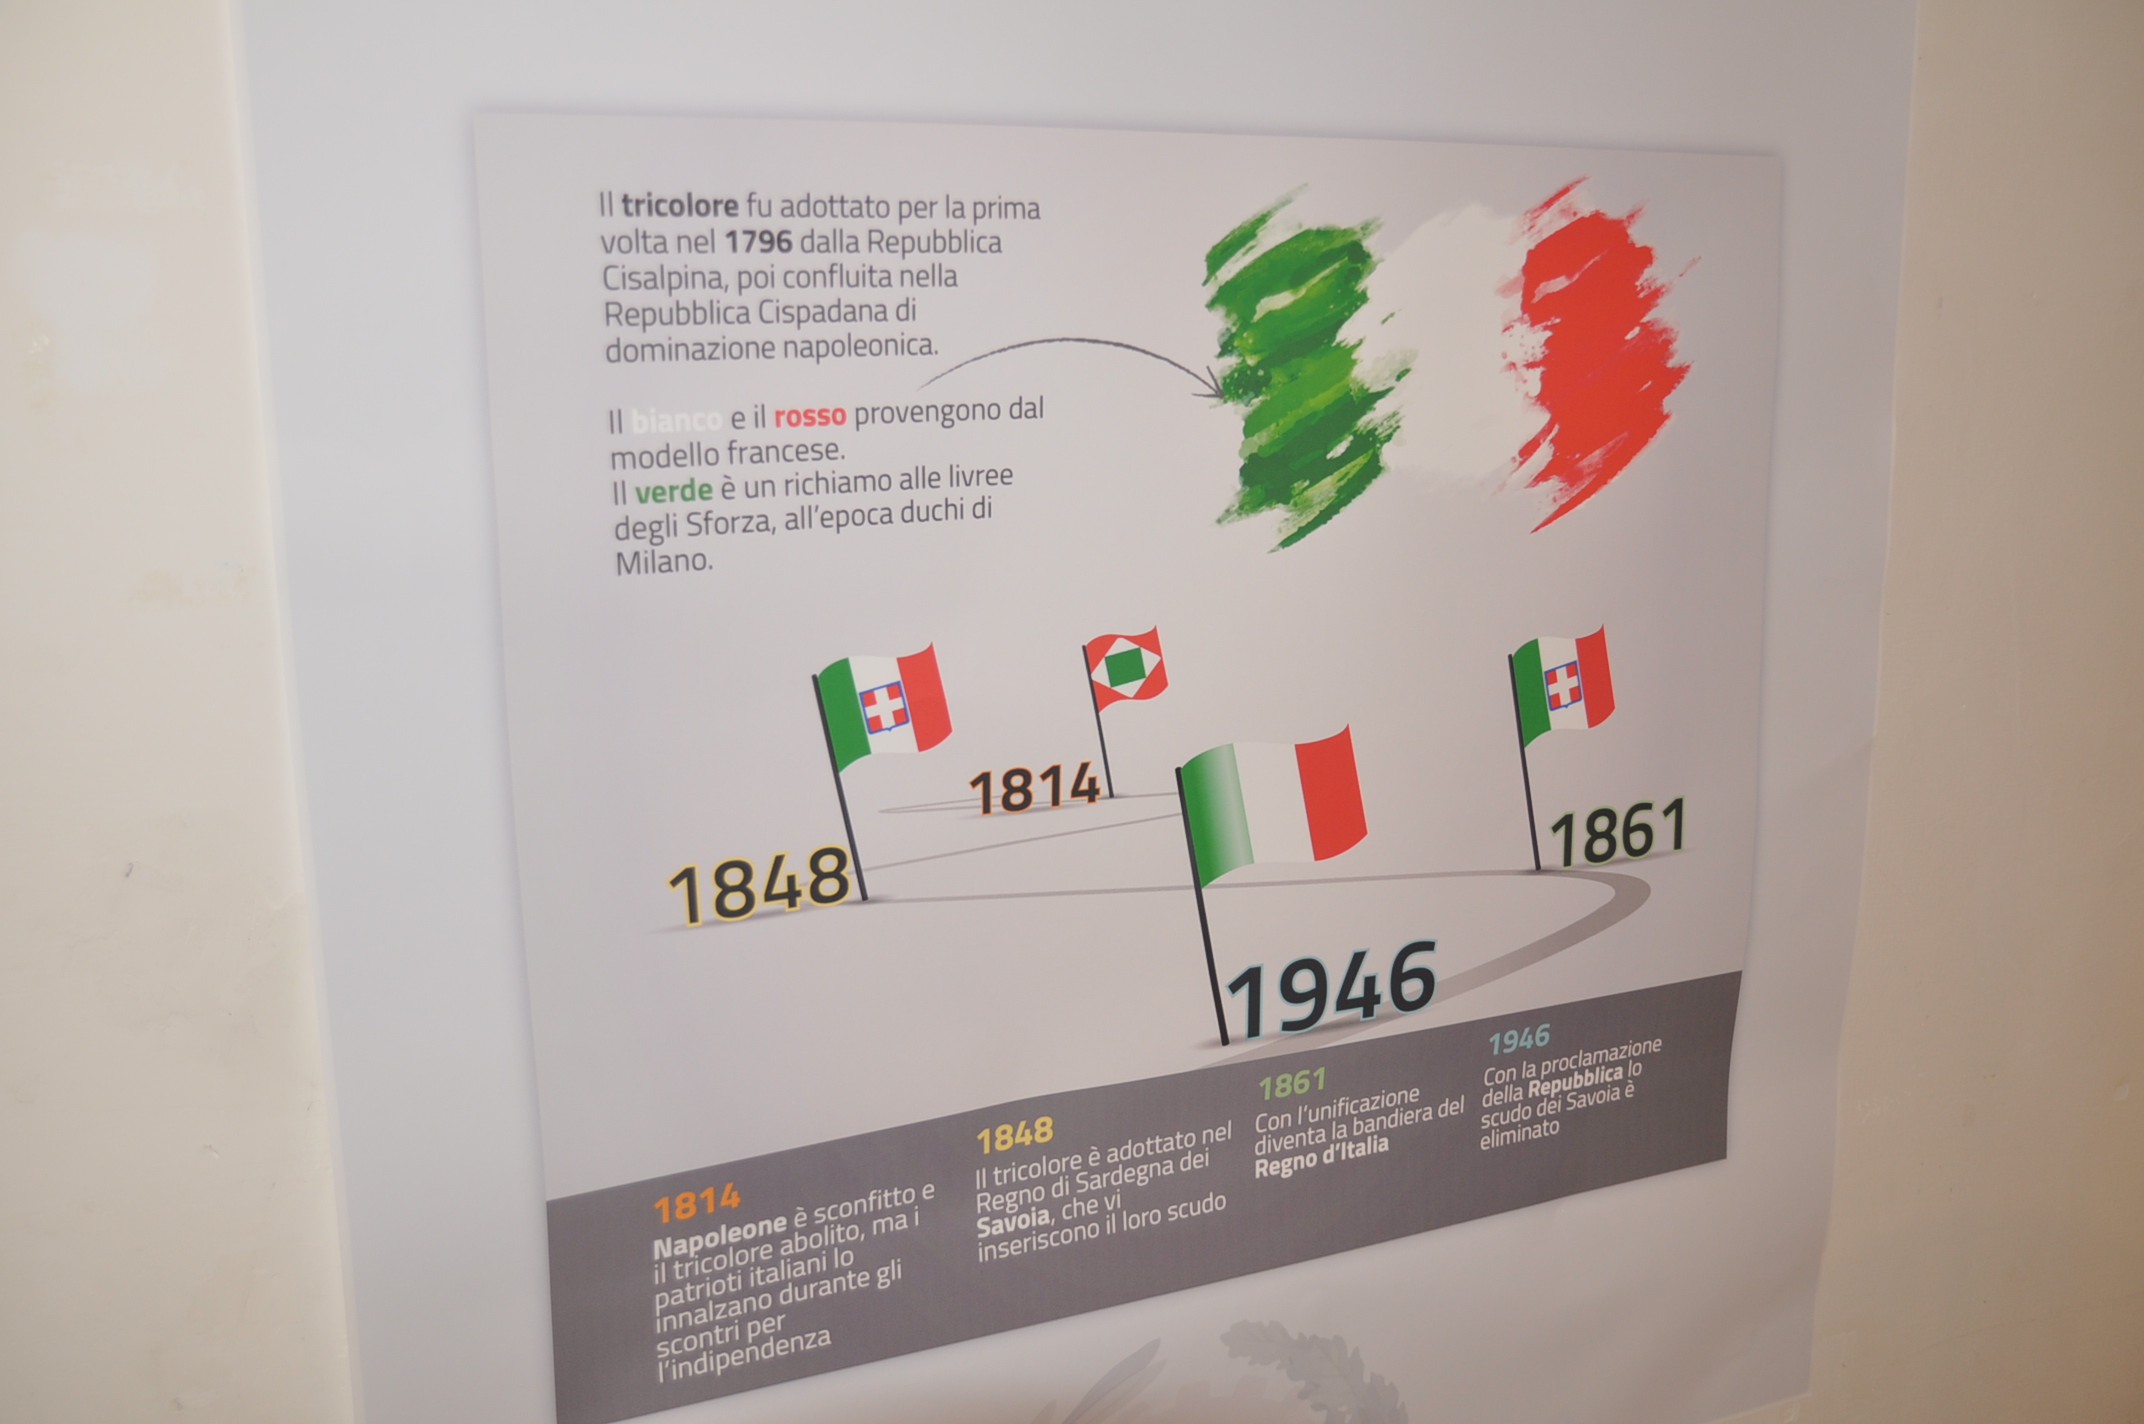 Il tricolore fu adottato per la prima
volta nel 1796 dalla Repubblica
Cisalpina, poi confluita nella
Repubblica Cispadana di
dominazione napoleonica.
Il bianco e il rosso provengono dal
modello francese.
Il verde è un richiamo alle livree
degli Sforza, all'epoca duchi di
Milano.
1814
1848
1861
1946
1814
Napoleone è sconfitto e
il tricolore abolito, ma i
patrioti italiani lo
innalzano durante gli
scontri per
l'indipendenza
1848
Il tricolore è adottato nel
Regno di Sardegna dei
Savoia, che vi
inseriscono il loro scudo
1861
Con l'unificazione
diventa la bandiera del
Regno d'Italia
1946
Con la proclamazione
della Repubblica lo
scudo dei Savoia è
eliminato